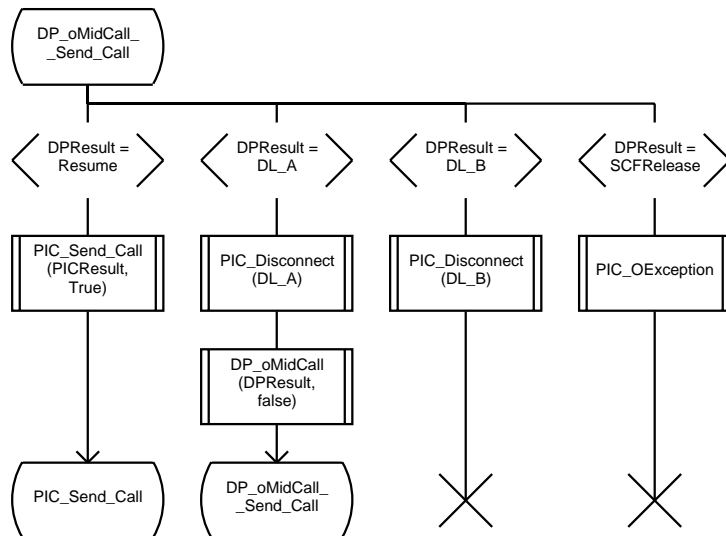 DP_oMidCall_
_Send_Call
DPResult =
Resume
DPResult =
DL_A
DPResult =
DL_B
DPResult =
SCFRelease
PIC_Send_Call
(PICResult,
True)
PIC_Disconnect
(DL_A)
PIC_Disconnect
(DL_B)
PIC_OException
DP_oMidCall
(DPResult,
false)
PIC_Send_Call
DP_oMidCall_
_Send_Call